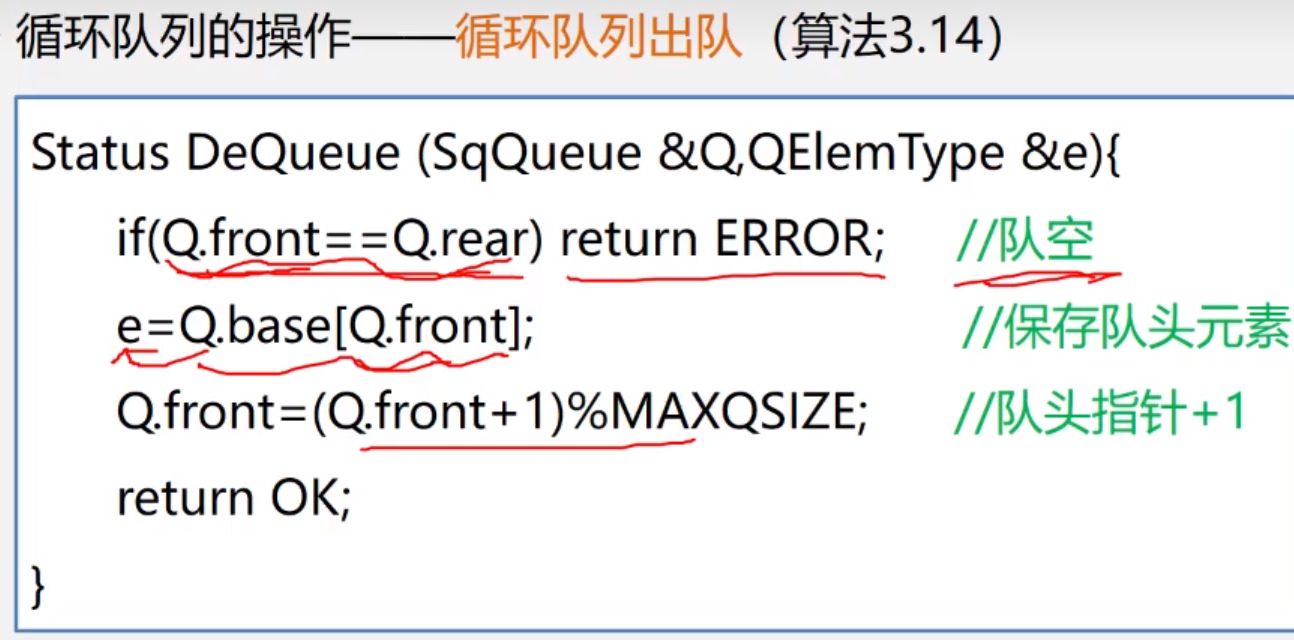 循环队列的操作——循环队列出队（算法3.14）
Status DeQueue (SqQueue &Q,QElemType &e){
if(Q.front==Q.rear) return ERROR; //队空
e=Q.base[Q.front]; //保存队头元素
Q.front=(Q.front+1)%MAXQSIZE; //队头指针+1
return OK;
}